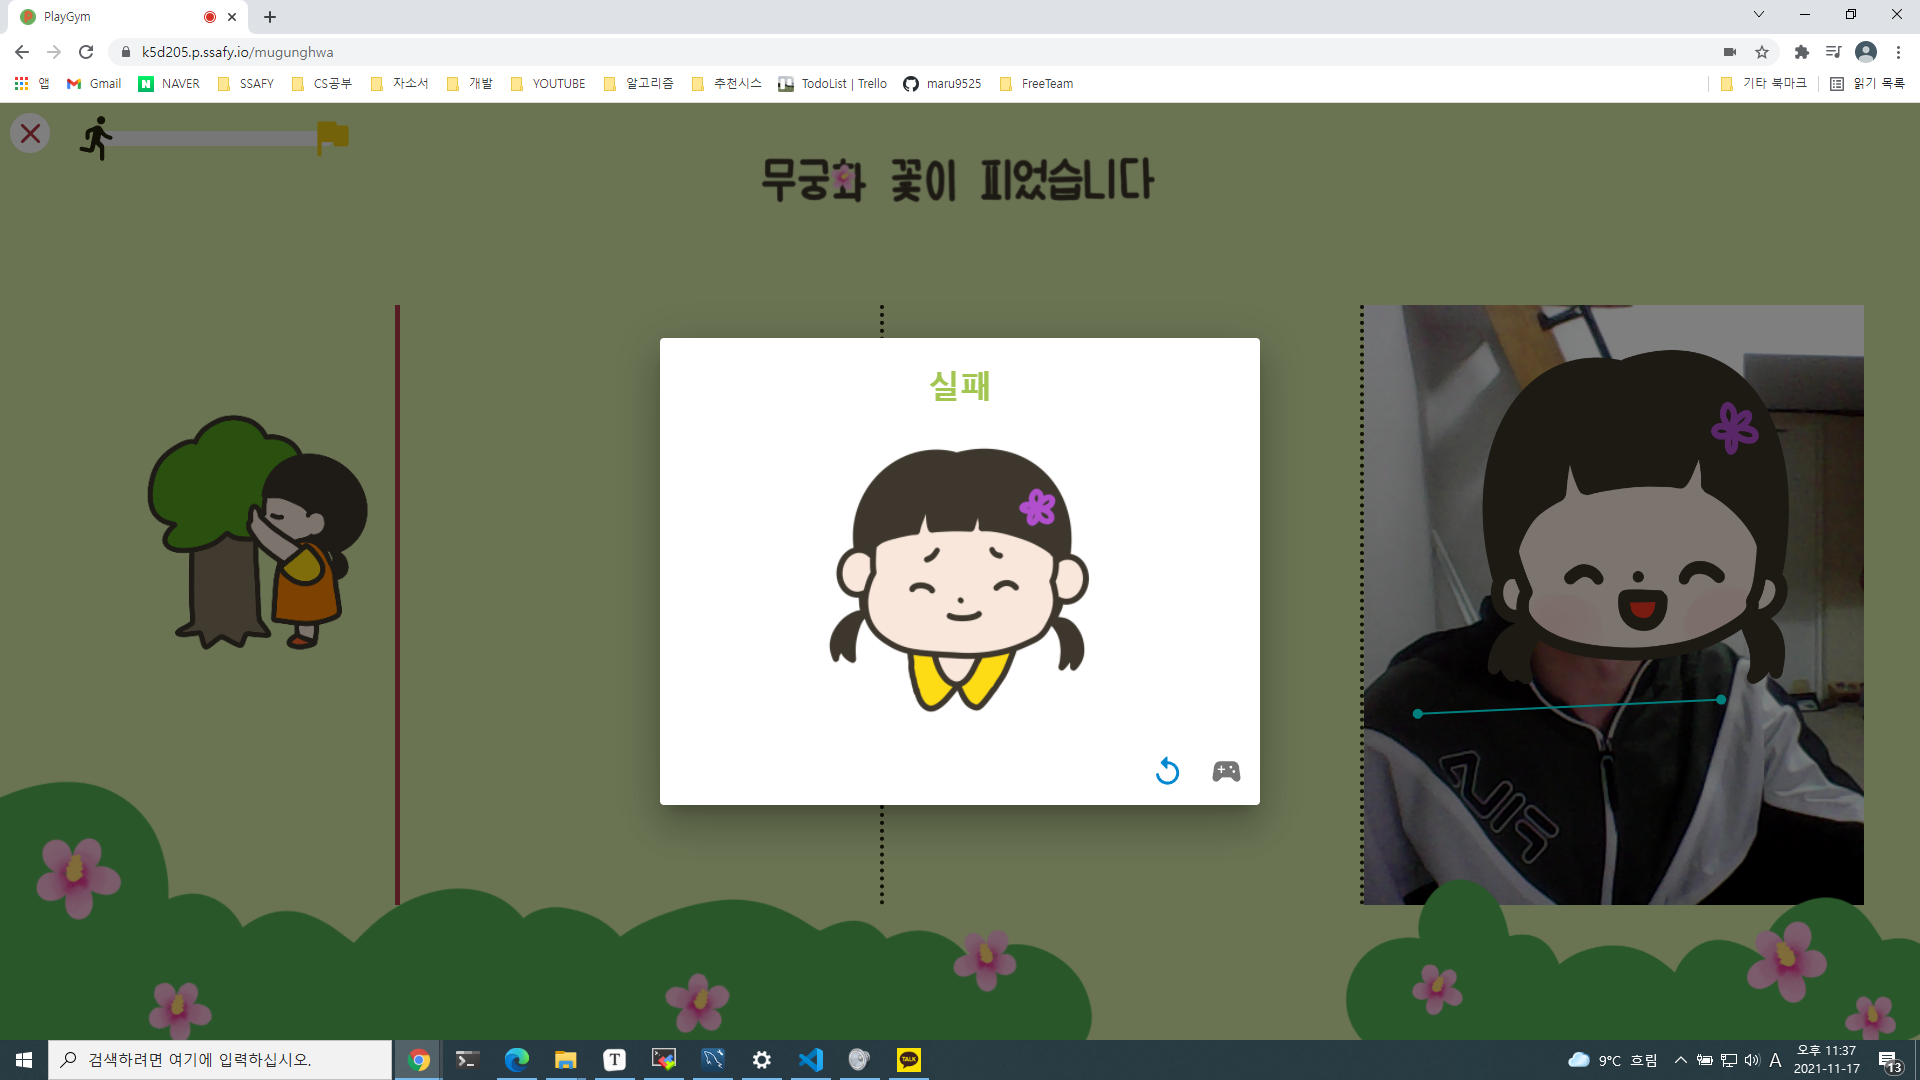 PlayGym
k5d205.p.ssafy.io/mugunghwa
앱 Gmail NAVER SSAFY CS공부 자소서 개발 YOUTUBE 알고리즘 추천시스 TodoList | Trello maru9525 FreeTeam 기타 북마크 읽기 목록
무궁화 꽃이 피었습니다
실패
FILA
검색하려면 여기에 입력하십시오.
T
TALK
9°C 흐림
A
오후 11:37
2021-11-17
13